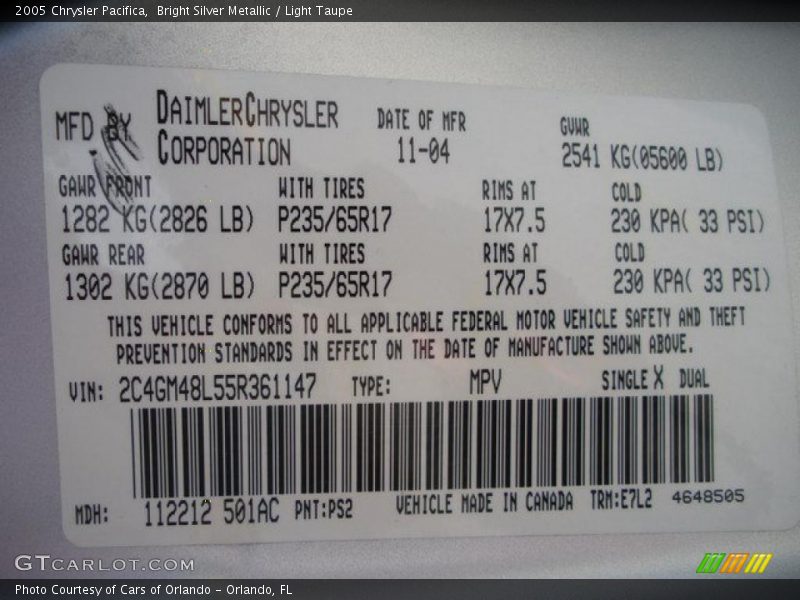 2005 Chrysler Pacifica,  Bright Silver Metallic / Light Taupe
MFD BY DAIMLERCHRYSLER CORPORATION DATE OF MFR 11-04 GVWR 2541 KG(05600 LB)
GAWR FRONT WITH TIRES RIMS AT COLD
1282 KG(2826 LB) P235/65R17 17X7.5 230 KPA( 33 PSI)
GAWR REAR WITH TIRES RIMS AT COLD
1302 KG(2870 LB) P235/65R17 17X7.5 230 KPA( 33 PSI)
THIS VEHICLE CONFORMS TO ALL APPLICABLE FEDERAL MOTOR VEHICLE SAFETY AND THEFT
PREVENTION STANDARDS IN EFFECT ON THE DATE OF MANUFACTURE SHOWN ABOVE.
VIN: 2C4GM48L55R361147 TYPE: MPV SINGLE X DUAL
MDH: 112212 501AC PNT:PS2 VEHICLE MADE IN CANADA TRM:E7L2 4648505
GTCARLOT.COM
Photo Courtesy of Cars of Orlando - Orlando, FL